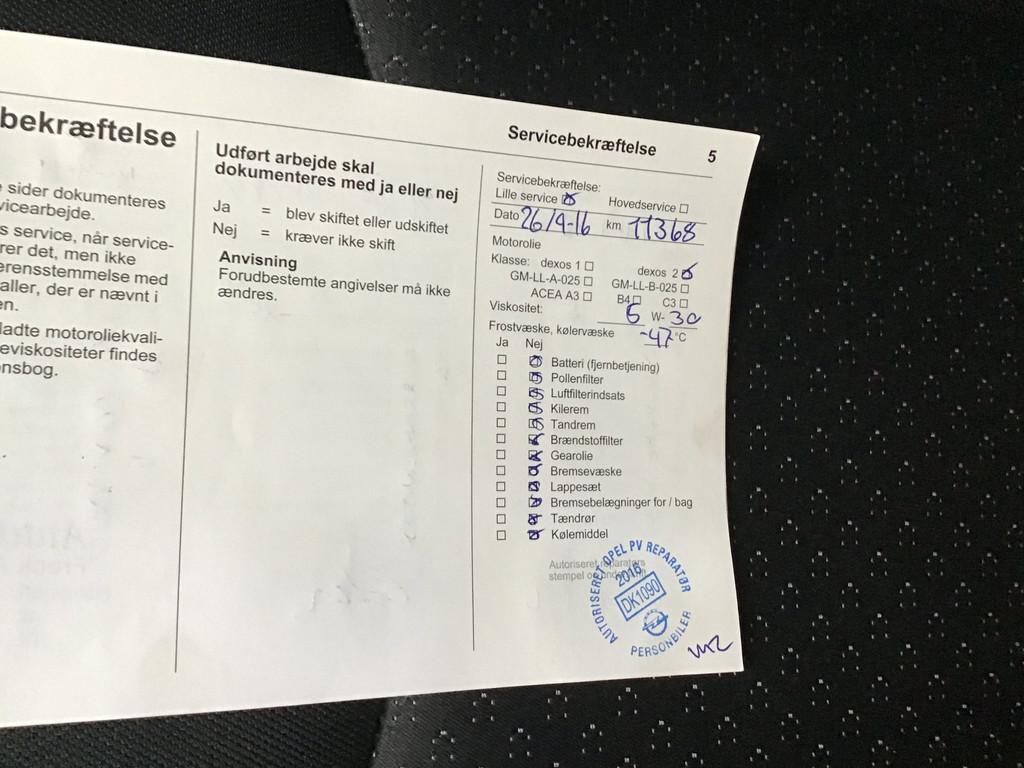 bekræftelse
sider dokumenteres
vicearbejde.
s service, når service-
rer det, men ikke
erensstemmelse med
aller, der er nævnt i
en.
ladte motoroliekvali-
eviskositeter findes
nsbog.
Udført arbejde skal
dokumenteres med ja eller nej
Ja = blev skiftet eller udskiftet
Nej = kræver ikke skift
Anvisning
Forudbestemte angivelser må ikke
ændres.
Servicebekræftelse 5
Servicebekræftelse:
Lille service ☒ Hovedservice ☐
Dato 26/9-16 km 11368
Motorolie
Klasse: dexos 1 ☐ dexos 2 ☒
GM-LL-A-025 ☐ GM-LL-B-025 ☐
ACEA A3 ☐ B4 ☐ C3 ☐
Viskositet: 5 W- 30
Frostvæske, kølervæske -47 °C
Ja Nej
☐ ☒ Batteri (fjernbetjening)
☐ ☒ Pollenfilter
☐ ☒ Luftfilterindsats
☐ ☒ Kilerem
☐ ☒ Tandrem
☐ ☒ Brændstoffilter
☐ ☒ Gearolie
☐ ☒ Bremsevæske
☐ ☒ Lappesæt
☐ ☒ Bremsebelægninger for / bag
☐ ☒ Tændrør
☐ ☒ Kølemiddel
Autoriseret reparatørs
stempel og
AUTORISERET OPEL PV REPARATØR
2016
DK1090
PERSONBILER